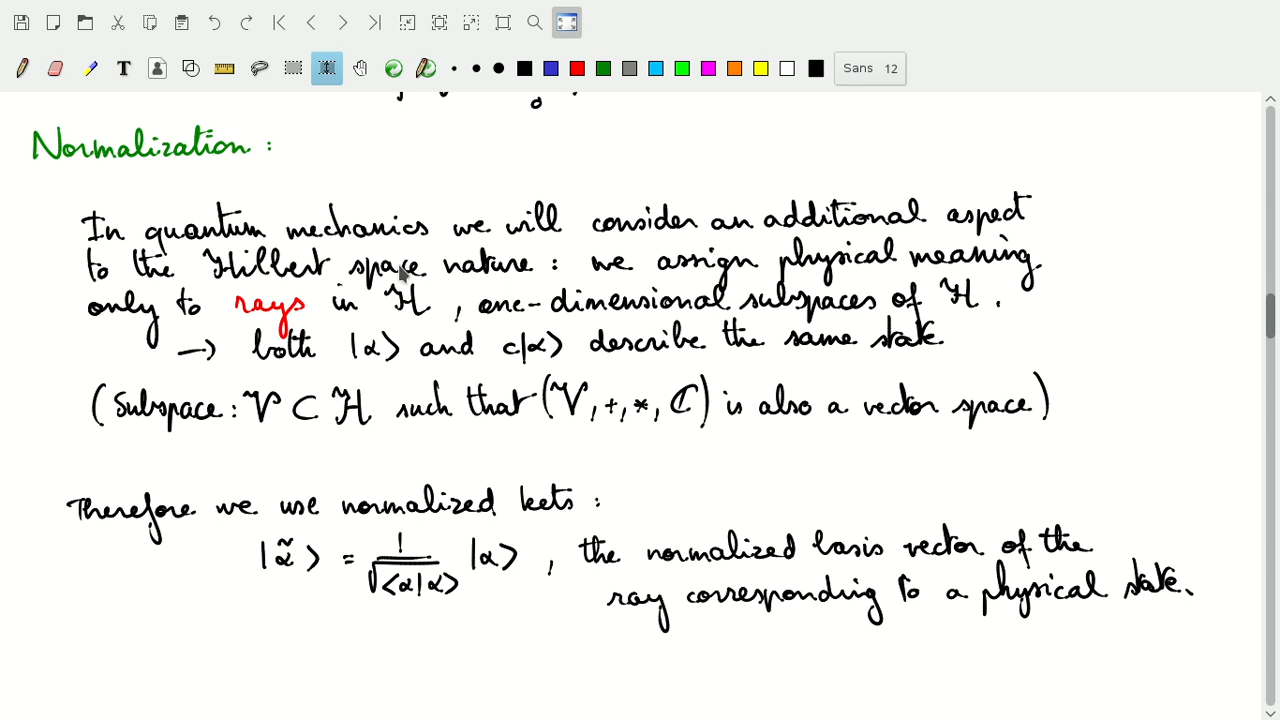 Sans 12
Normalization :
In quantum mechanics we will consider an additional aspect
to the Hilbert space nature : we assign physical meaning
only to rays in ℋ , one-dimensional subspaces of ℋ .
→ both |α⟩ and c|α⟩ describe the same state
(Subspace : 𝒱 ⊂ ℋ such that (𝒱, +, *, ℂ) is also a vector space)
Therefore we use normalized kets :
|α̃⟩ = 1/√⟨α|α⟩ |α⟩ , the normalized basis vector of the
ray corresponding to a physical state.